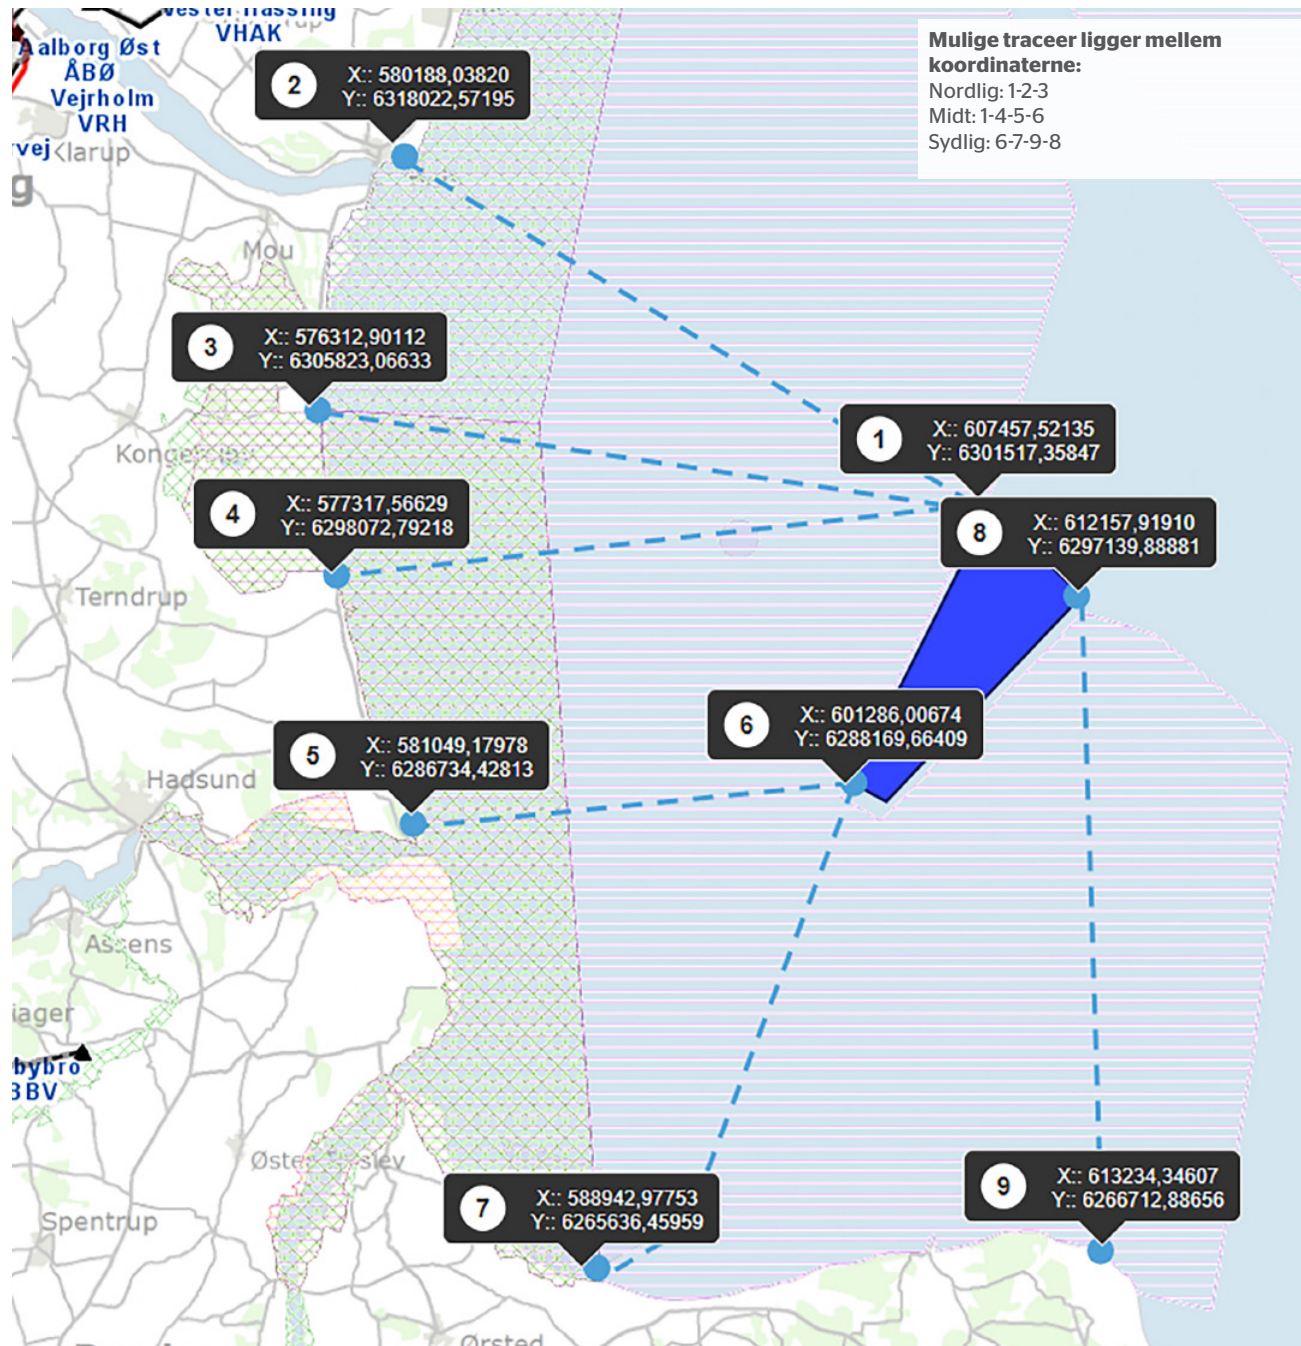 VHAK
Aalborg Øst
ÅBØ
Vejrholm
VRH
Klarup
Mulige traceer ligger mellem
koordinaterne:
Nordlig: 1-2-3
Midt: 1-4-5-6
Sydlig: 6-7-9-8
2
X:: 580188,03820
Y:: 6318022,57195
Mou
3
X:: 576312,90112
Y:: 6305823,06633
1
X:: 607457,52135
Y:: 6301517,35847
4
X:: 577317,56629
Y:: 6298072,79218
8
X:: 612157,91910
Y:: 6297139,88881
Terndrup
6
X:: 601286,00674
Y:: 6288169,66409
5
X:: 581049,17978
Y:: 6286734,42813
Hadsund
Assens
7
X:: 588942,97753
Y:: 6265636,45959
9
X:: 613234,34607
Y:: 6266712,88656
Spentrup
Ørsted